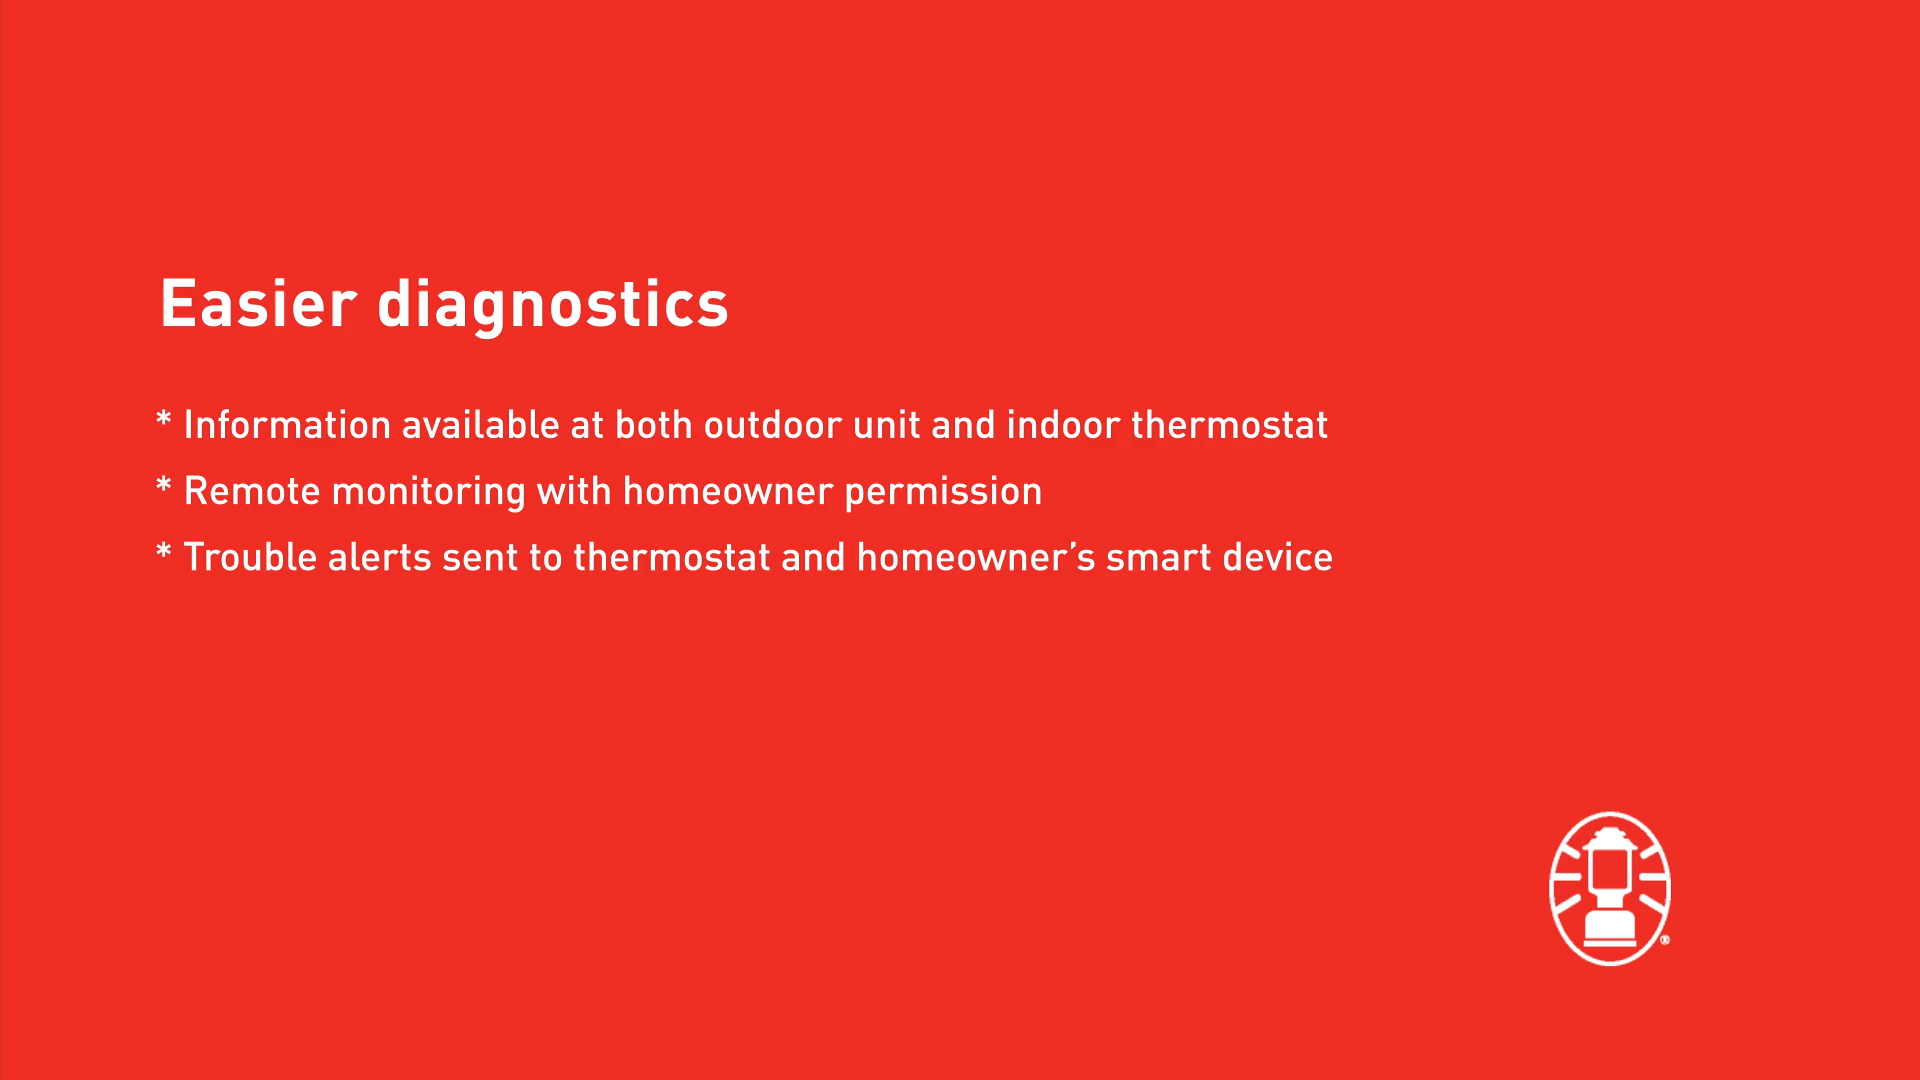 Easier diagnostics
* Information available at both outdoor unit and indoor thermostat
* Remote monitoring with homeowner permission
* Trouble alerts sent to thermostat and homeowner’s smart device
®